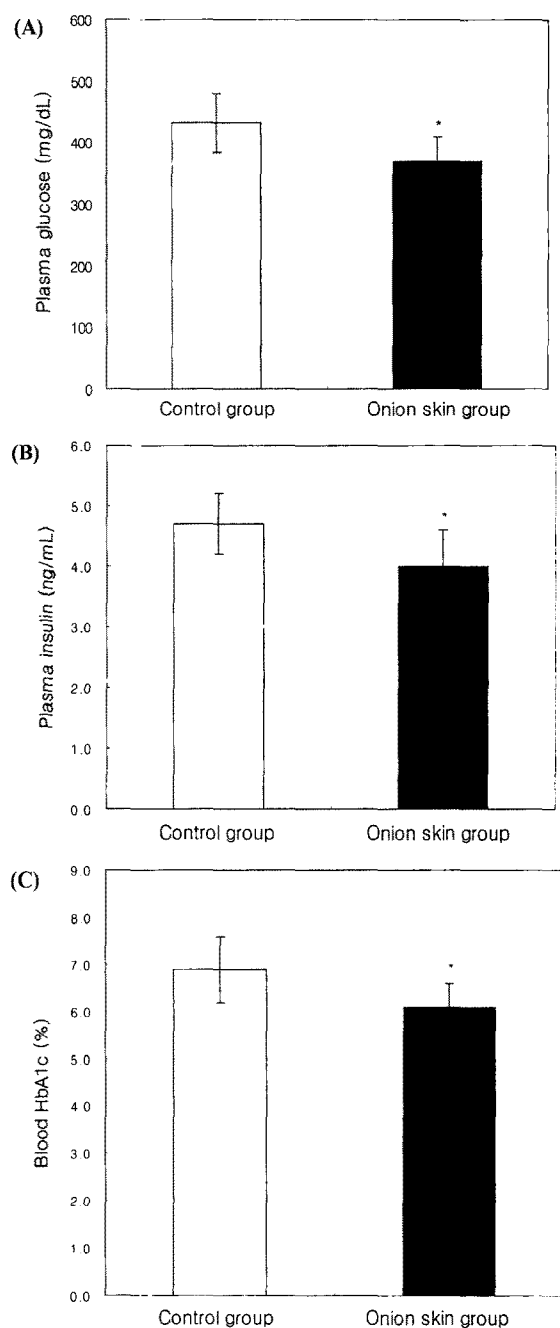 (A)
Plasma glucose (mg/dL)
600
500
400
300
200
100
0
*
Control group
Onion skin group
(B)
Plasma insulin (ng/mL)
6.0
5.0
4.0
3.0
2.0
1.0
0.0
*
Control group
Onion skin group
(C)
Blood HbA1c (%)
9.0
8.0
7.0
6.0
5.0
4.0
3.0
2.0
1.0
0.0
*
Control group
Onion skin group